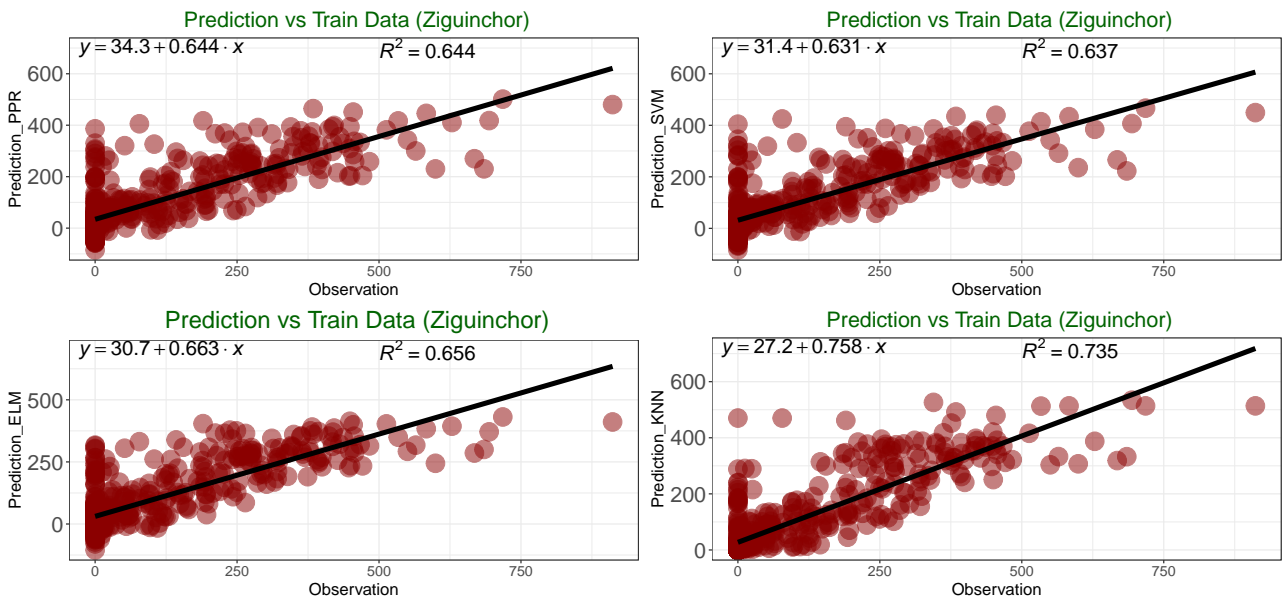 Prediction vs Train Data (Ziguinchor)
y = 34.3 + 0.644 · x
R² = 0.644
Prediction_PPR
600
400
200
0
0 250 500 750
Observation
Prediction vs Train Data (Ziguinchor)
y = 31.4 + 0.631 · x
R² = 0.637
Prediction_SVM
600
400
200
0
0 250 500 750
Observation
Prediction vs Train Data (Ziguinchor)
y = 30.7 + 0.663 · x
R² = 0.656
Prediction_ELM
500
250
0
0 250 500 750
Observation
Prediction vs Train Data (Ziguinchor)
y = 27.2 + 0.758 · x
R² = 0.735
Prediction_KNN
600
400
200
0
0 250 500 750
Observation